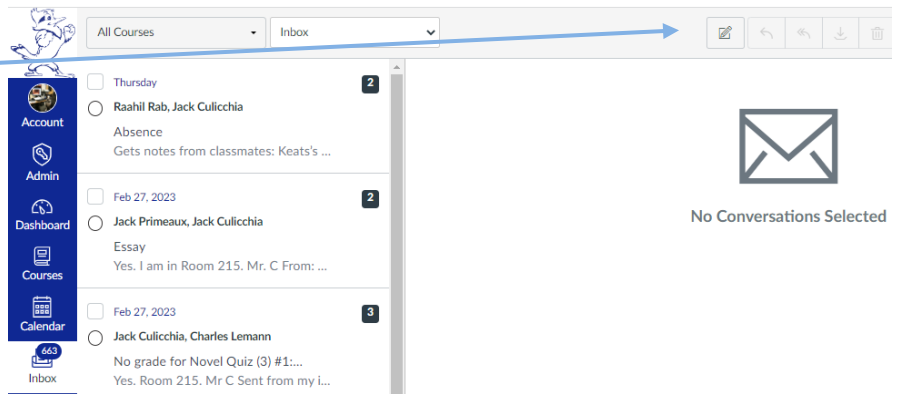 All Courses
Inbox
Account
Admin
Dashboard
Courses
Calendar
663
Inbox
Thursday
2
Raahil Rab, Jack Culicchia
Absence
Gets notes from classmates: Keats's ...
Feb 27, 2023
2
Jack Primeaux, Jack Culicchia
Essay
Yes. I am in Room 215. Mr. C From: ...
Feb 27, 2023
3
Jack Culicchia, Charles Lemann
No grade for Novel Quiz (3) #1:...
Yes. Room 215. Mr C Sent from my i...
No Conversations Selected